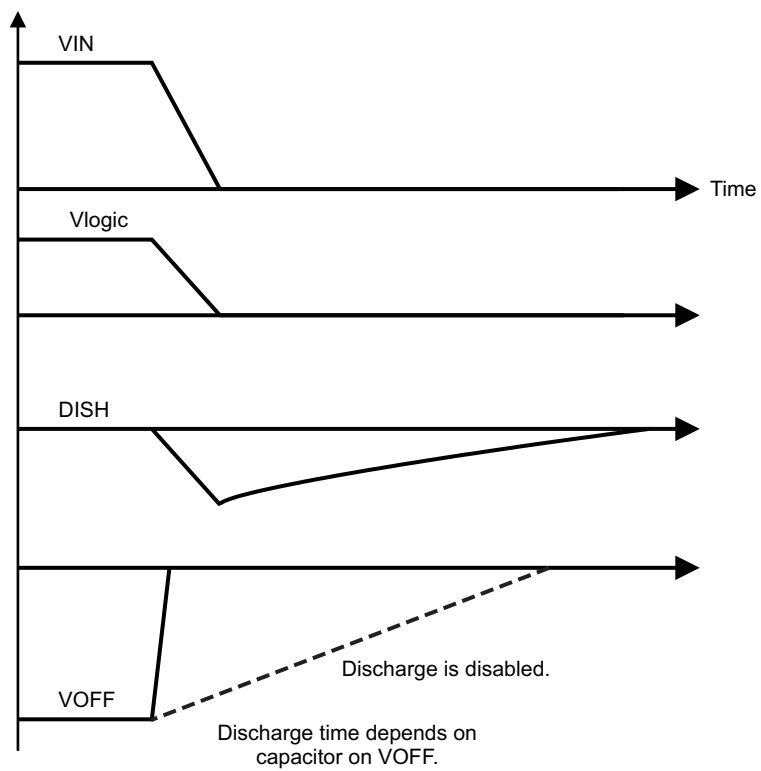 VIN
Time
Vlogic
DISH
Discharge is disabled.
VOFF
Discharge time depends on
capacitor on VOFF.